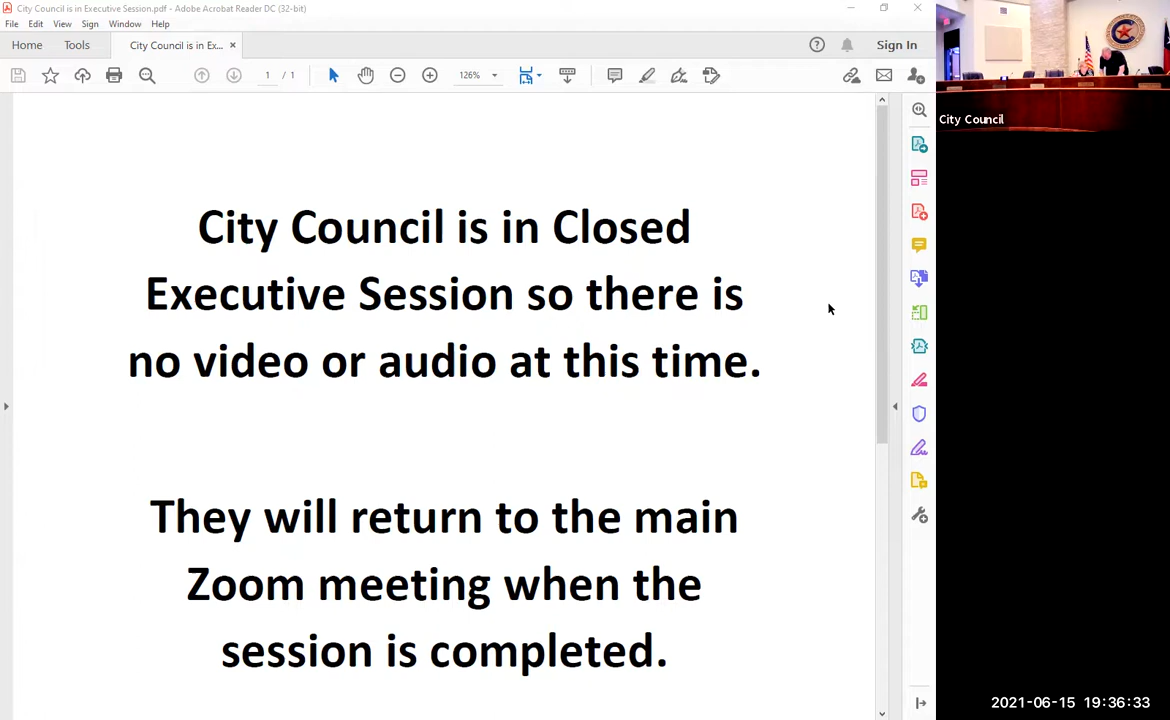 City Council is in Executive Session.pdf - Adobe Acrobat Reader DC (32-bit)
File Edit View Sign Window Help
Home Tools City Council is in Ex... × Sign In
1 / 1 126%
City Council is in Closed
Executive Session so there is
no video or audio at this time.
They will return to the main
Zoom meeting when the
session is completed.
City Council
2021-06-15 19:36:33